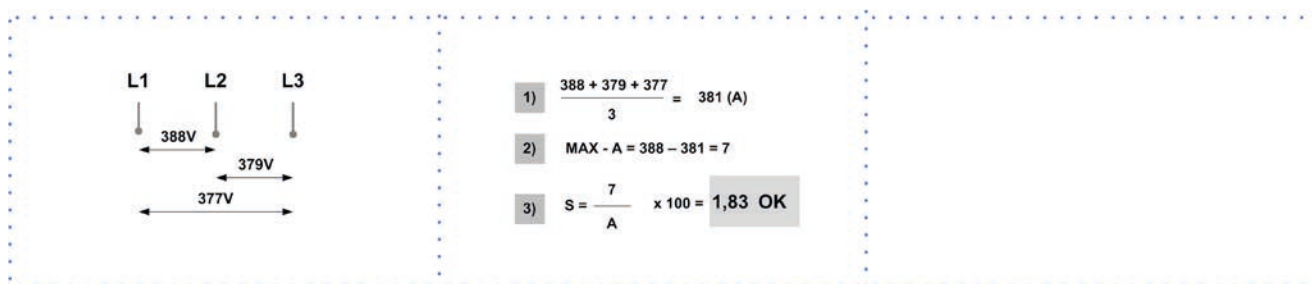 L1 L2 L3
388V
379V
377V
1) 388 + 379 + 377 = 381 (A)
3
2) MAX - A = 388 – 381 = 7
3) S = 7 x 100 = 1,83 OK
A